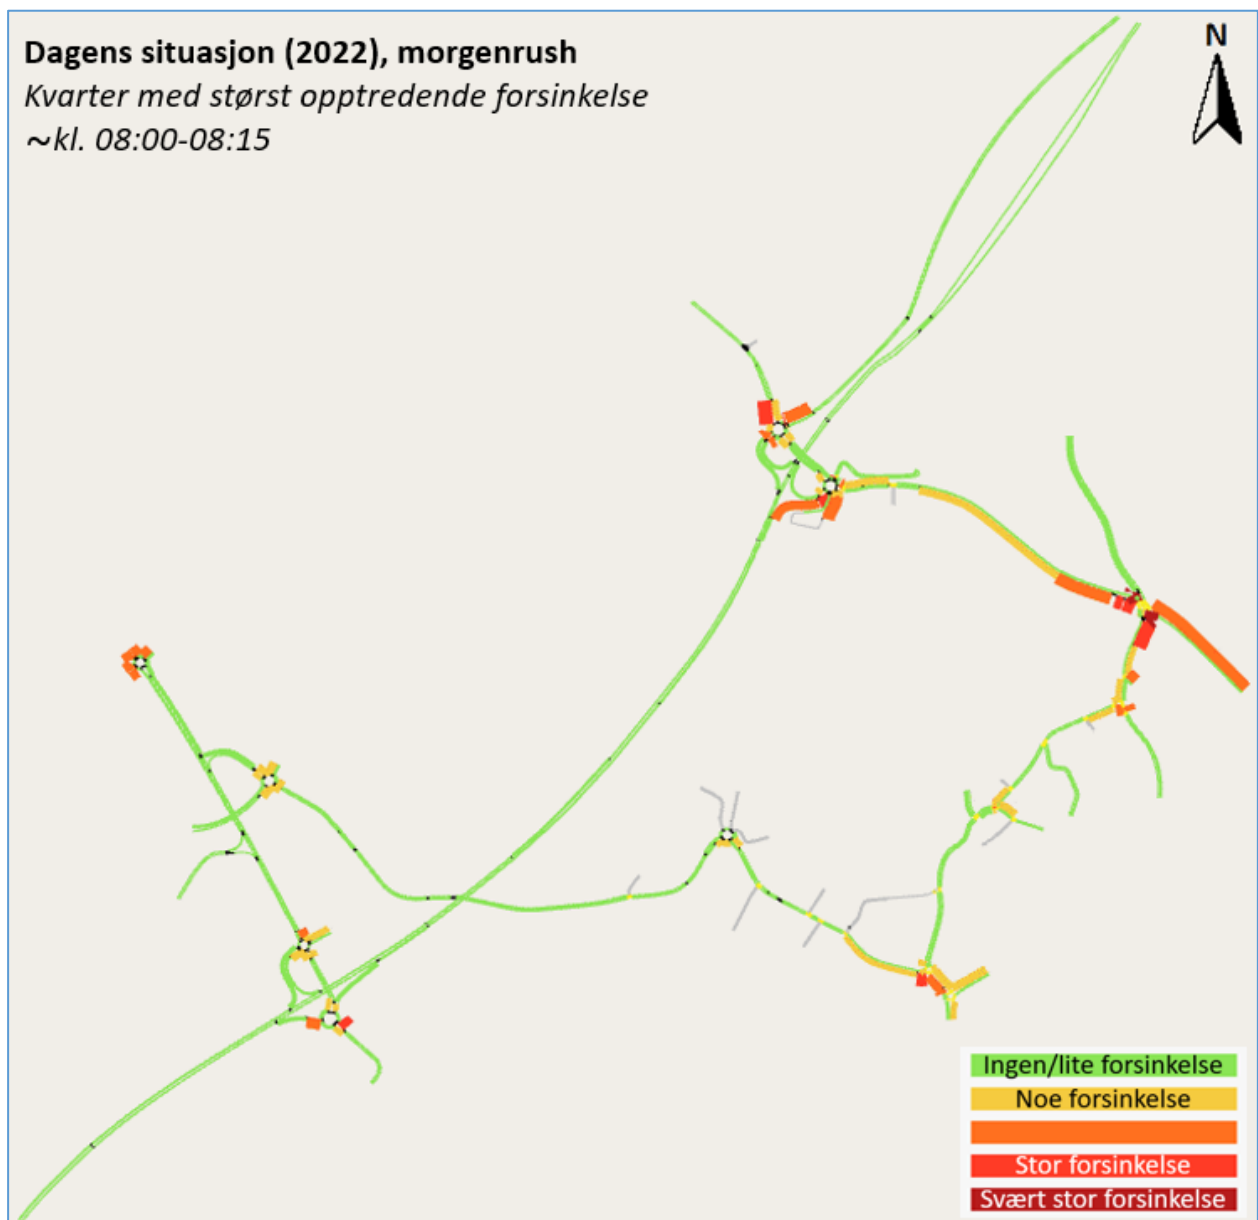 Dagens situasjon (2022), morgenrush
Kvarter med størst opptredende forsinkelse
~kl. 08:00-08:15
N
Ingen/lite forsinkelse
Noe forsinkelse
Stor forsinkelse
Svært stor forsinkelse